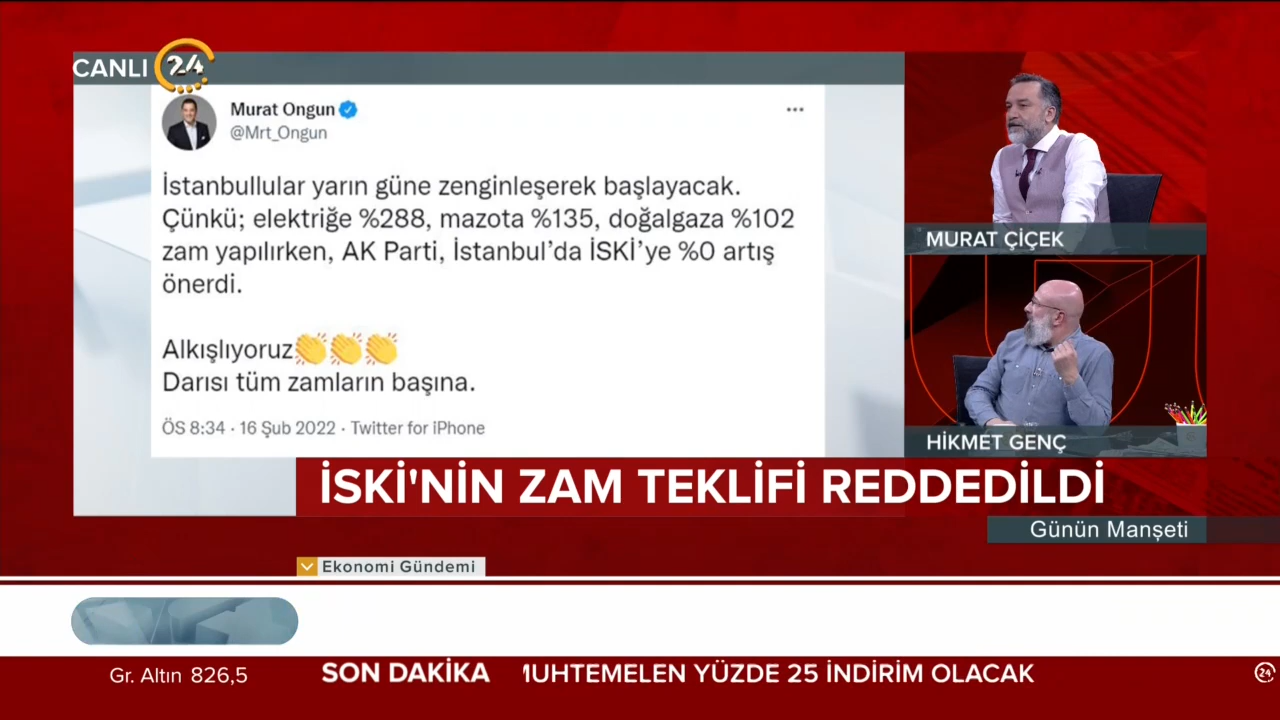 CANLI 24
Murat Ongun
@Mrt_Ongun
İstanbullular yarın güne zenginleşerek başlayacak.
Çünkü; elektriğe %288, mazota %135, doğalgaza %102
zam yapılırken, AK Parti, İstanbul'da İSKİ'ye %0 artış
önerdi.
Alkışlıyoruz👏👏👏
Darısı tüm zamların başına.
ÖS 8:34 · 16 Şub 2022 · Twitter for iPhone
MURAT ÇİÇEK
HİKMET GENÇ
İSKİ'NİN ZAM TEKLİFİ REDDEDİLDİ
Günün Manşeti
Ekonomi Gündemi
Gr. Altın 826,5
SON DAKİKA
MUHTEMELEN YÜZDE 25 İNDİRİM OLACAK
24